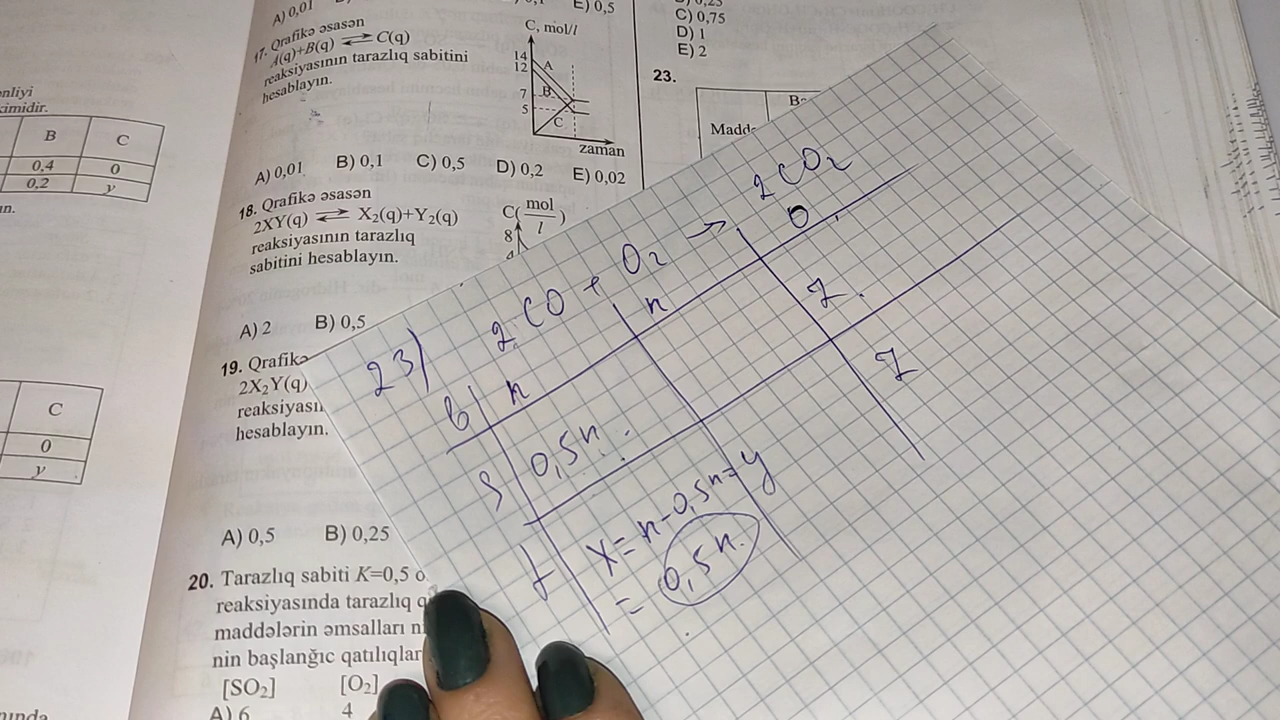 A) 0,01
E) 0,5
17. Qrafikə əsasən
A(q)+B(q) ⇄ C(q)
reaksiyasının tarazlıq sabitini
hesablayın.
C, mol/l
14
12
7
5
A
B
C
zaman
A) 0,01 B) 0,1 C) 0,5 D) 0,2 E) 0,02
18. Qrafikə əsasən
2XY(q) ⇄ X₂(q)+Y₂(q)
reaksiyasının tarazlıq
sabitini hesablayın.
C(mol/l)
8
4
A) 2 B) 0,5
19. Qrafikə
2X₂Y(q)
hesablayın.
A) 0,5 B) 0,25
20. Tarazlıq sabiti K=0,5
reaksiyasında tarazlıq
maddələrin əmsalları
nin başlanğıc qatılıqlar
[SO₂] [O₂]
A) 6 4
B C
0,4 0
0,2 y
C
0
y
C) 0,75
D) 1
E) 2
23.
23) 2CO + O₂ → 2CO₂
n n 0
0,5n
x = n-0,5n=y
= 0,5n